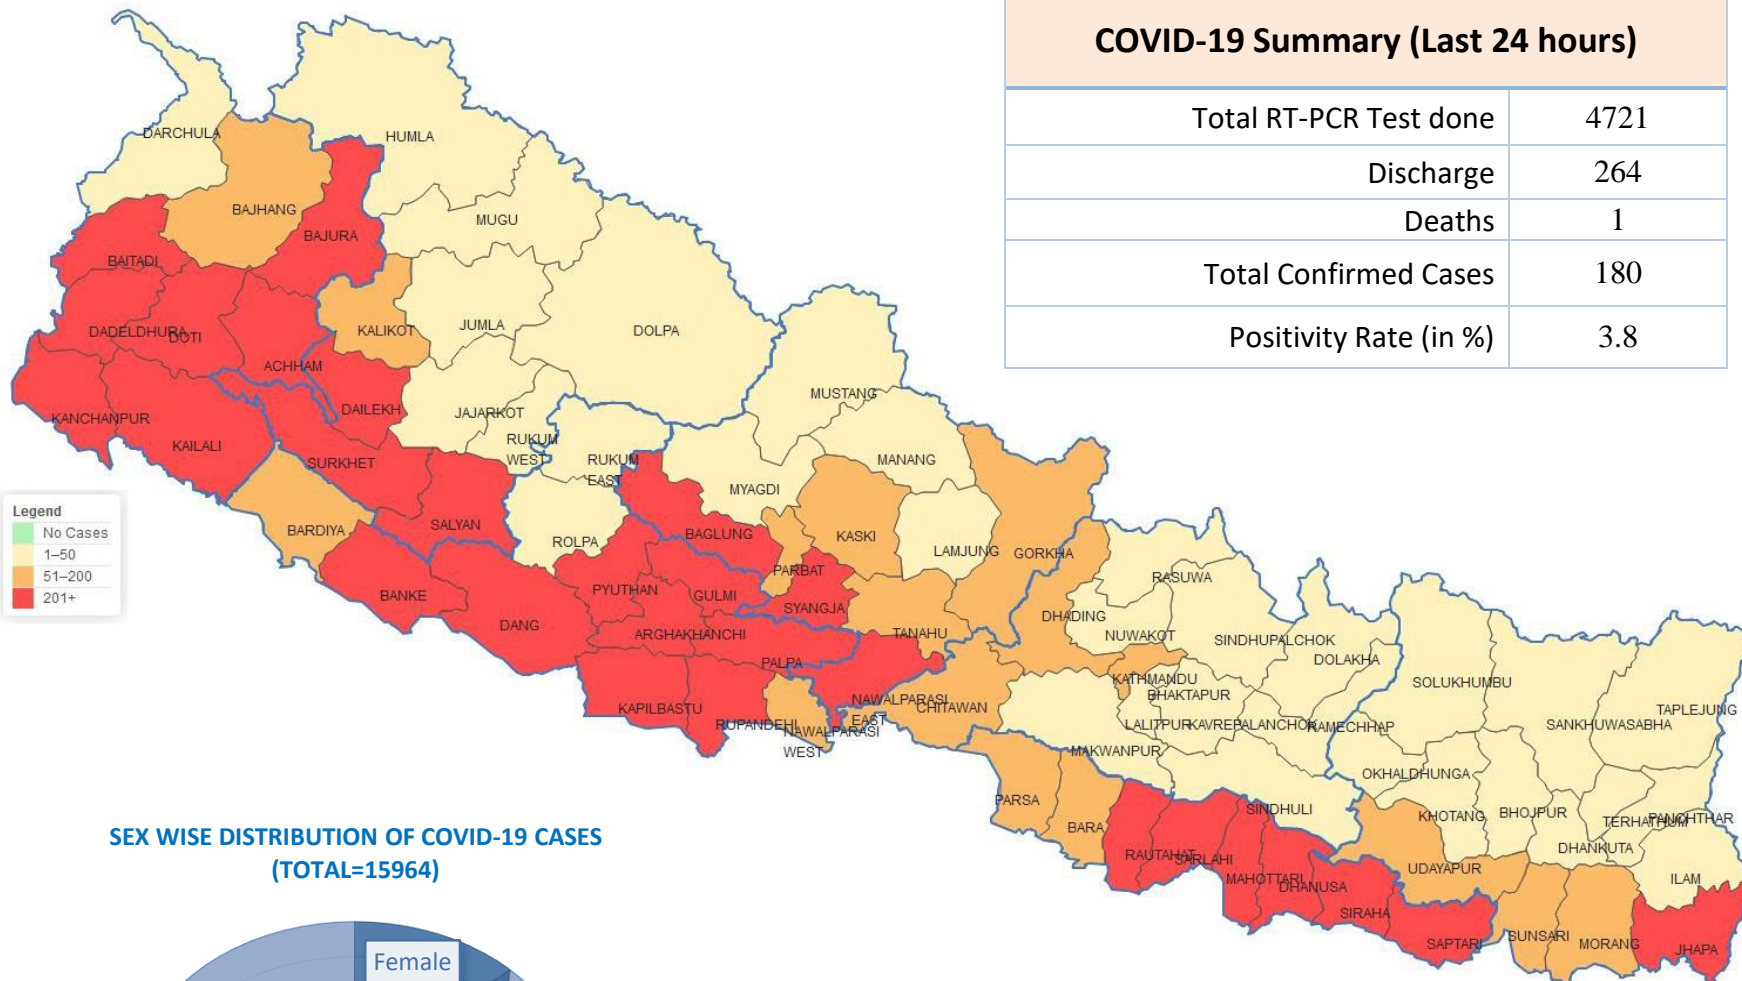 COVID-19 Summary (Last 24 hours)
Total RT-PCR Test done 4721
Discharge 264
Deaths 1
Total Confirmed Cases 180
Positivity Rate (in %) 3.8
DARCHULA
HUMLA
BAJHANG
BAJURA
MUGU
BAITADI
DADELDHURA
DOTI
KALIKOT
JUMLA
DOLPA
ACHHAM
MUSTANG
KANCHANPUR
DAILEKH
JAJARKOT
KAILALI
RUKUM
WEST
SURKHET
RUKUM
EAST
MANANG
MYAGDI
Legend
No Cases
1–50
51–200
201+
BARDIYA
SALYAN
ROLPA
BAGLUNG
KASKI
LAMJUNG
GORKHA
PARBAT
RASUWA
BANKE
PYUTHAN
GULMI
SYANGJA
DHADING
DANG
ARGHAKHANCHI
TANAHU
NUWAKOT
SINDHUPALCHOK
DOLAKHA
PALPA
KATHMANDU
BHAKTAPUR
SOLUKHUMBU
KAPILBASTU
RUPANDEHI
NAWALPARASI
EAST
CHITAWAN
NAWALPARASI
WEST
LALITPUR
KAVREPALANCHOK
RAMECHHAP
SANKHUWASABHA
TAPLEJUNG
MAKWANPUR
OKHALDHUNGA
PARSA
BARA
SINDHULI
KHOTANG
BHOJPUR
TERHATHUM
PANCHTHAR
DHANKUTA
RAUTAHAT
SARLAHI
MAHOTTARI
DHANUSA
UDAYAPUR
ILAM
SIRAHA
SAPTARI
SUNSARI
MORANG
JHAPA
SEX WISE DISTRIBUTION OF COVID-19 CASES
(TOTAL=15964)
Female